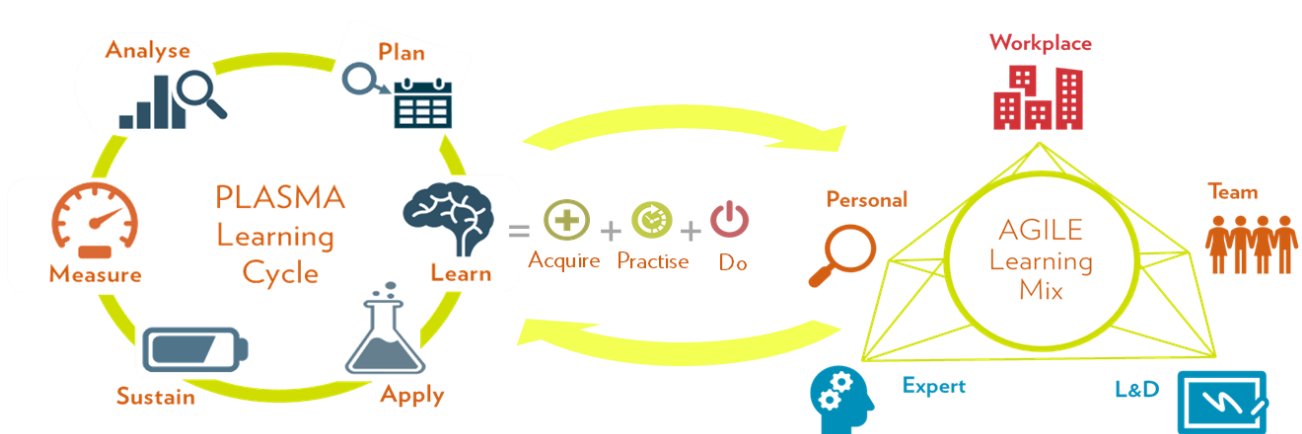 Analyse
Plan
PLASMA
Learning
Cycle
Measure
Learn
Sustain
Apply
= + +
Acquire Practise Do
Workplace
Personal
Team
AGILE
Learning
Mix
Expert
L&D